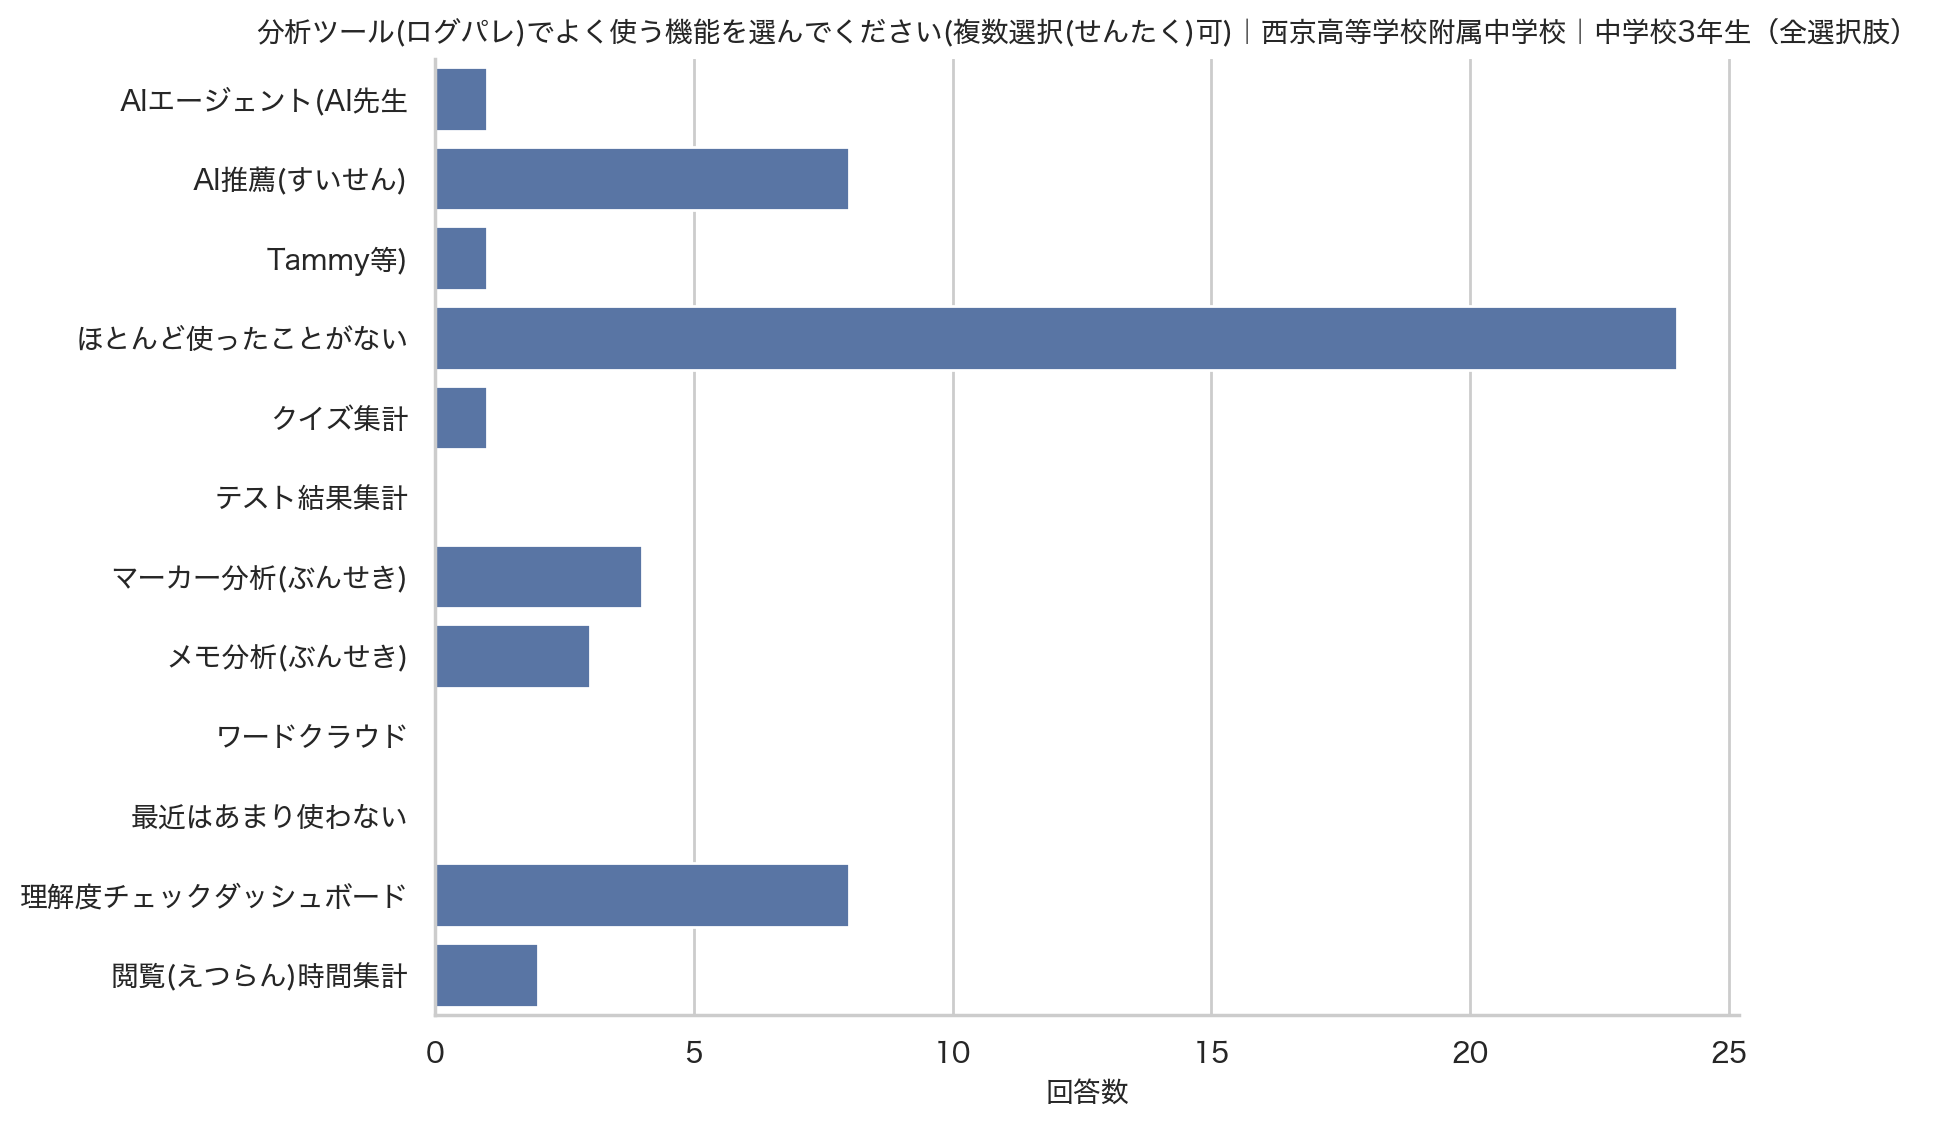 分析ツール(ログパレ)でよく使う機能を選んでください(複数選択(せんたく)可)｜西京高等学校附属中学校｜中学校3年生（全選択肢）
AIエージェント(AI先生
AI推薦(すいせん)
Tammy等)
ほとんど使ったことがない
クイズ集計
テスト結果集計
マーカー分析(ぶんせき)
メモ分析(ぶんせき)
ワードクラウド
最近はあまり使わない
理解度チェックダッシュボード
閲覧(えつらん)時間集計
0 5 10 15 20 25
回答数